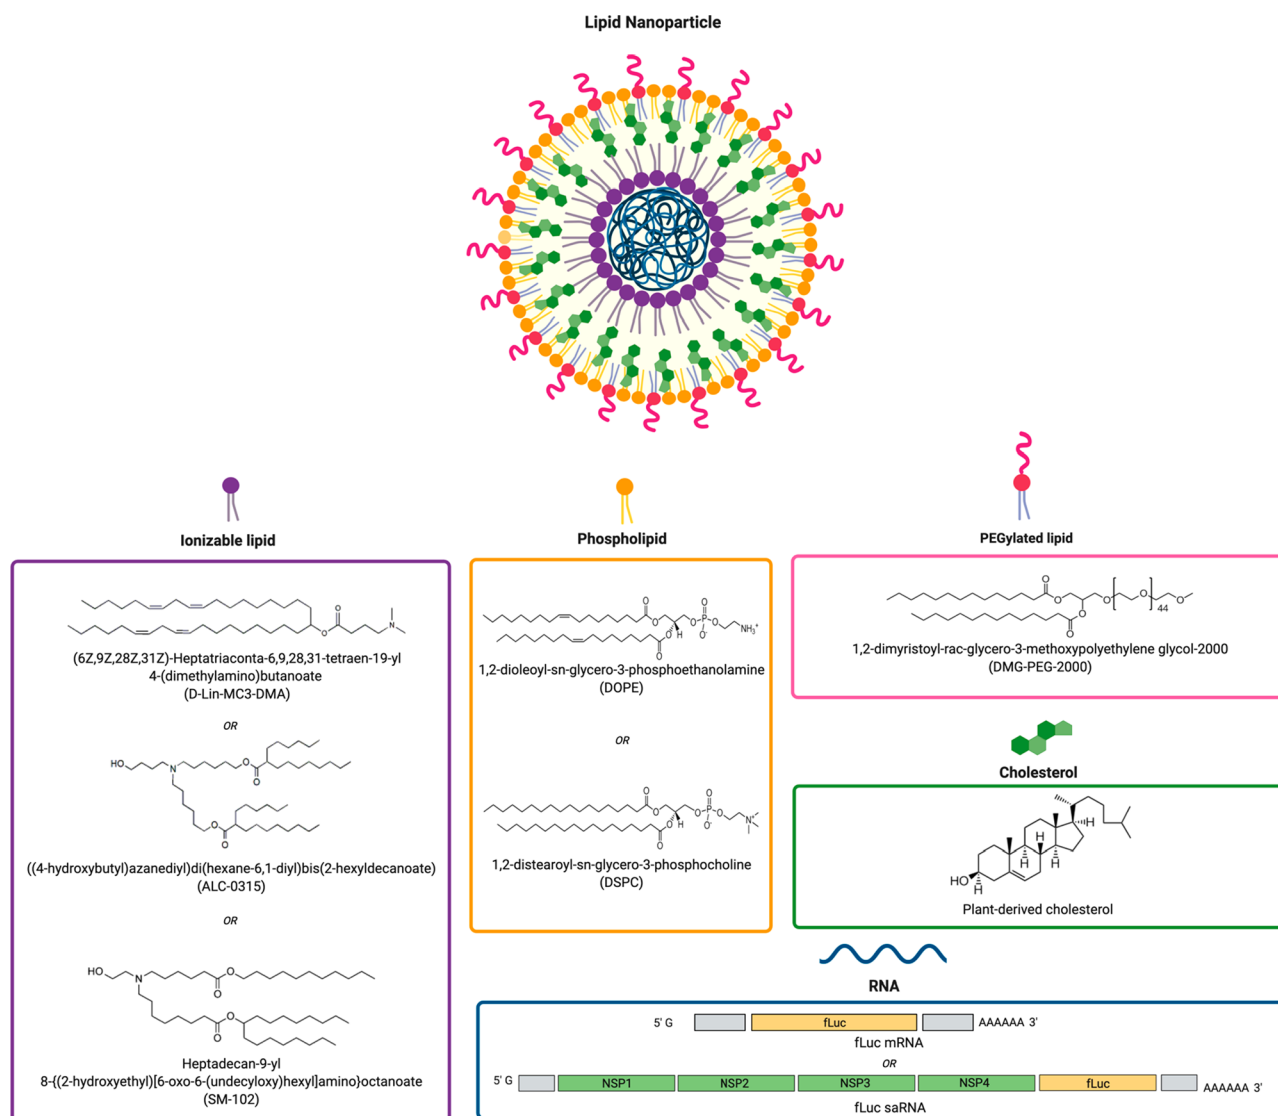 Lipid Nanoparticle
Ionizable lipid
(6Z,9Z,28Z,31Z)-Heptatriaconta-6,9,28,31-tetraen-19-yl
4-(dimethylamino)butanoate
(D-Lin-MC3-DMA)
OR
((4-hydroxybutyl)azanediyl)di(hexane-6,1-diyl)bis(2-hexyldecanoate)
(ALC-0315)
OR
Heptadecan-9-yl
8-{(2-hydroxyethyl)[6-oxo-6-(undecyloxy)hexyl]amino}octanoate
(SM-102)
Phospholipid
1,2-dioleoyl-sn-glycero-3-phosphoethanolamine
(DOPE)
OR
1,2-distearoyl-sn-glycero-3-phosphocholine
(DSPC)
PEGylated lipid
44
1,2-dimyristoyl-rac-glycero-3-methoxypolyethylene glycol-2000
(DMG-PEG-2000)
Cholesterol
Plant-derived cholesterol
RNA
5' G fLuc AAAAAA 3'
fLuc mRNA
OR
5' G NSP1 NSP2 NSP3 NSP4 fLuc AAAAAA 3'
fLuc saRNA